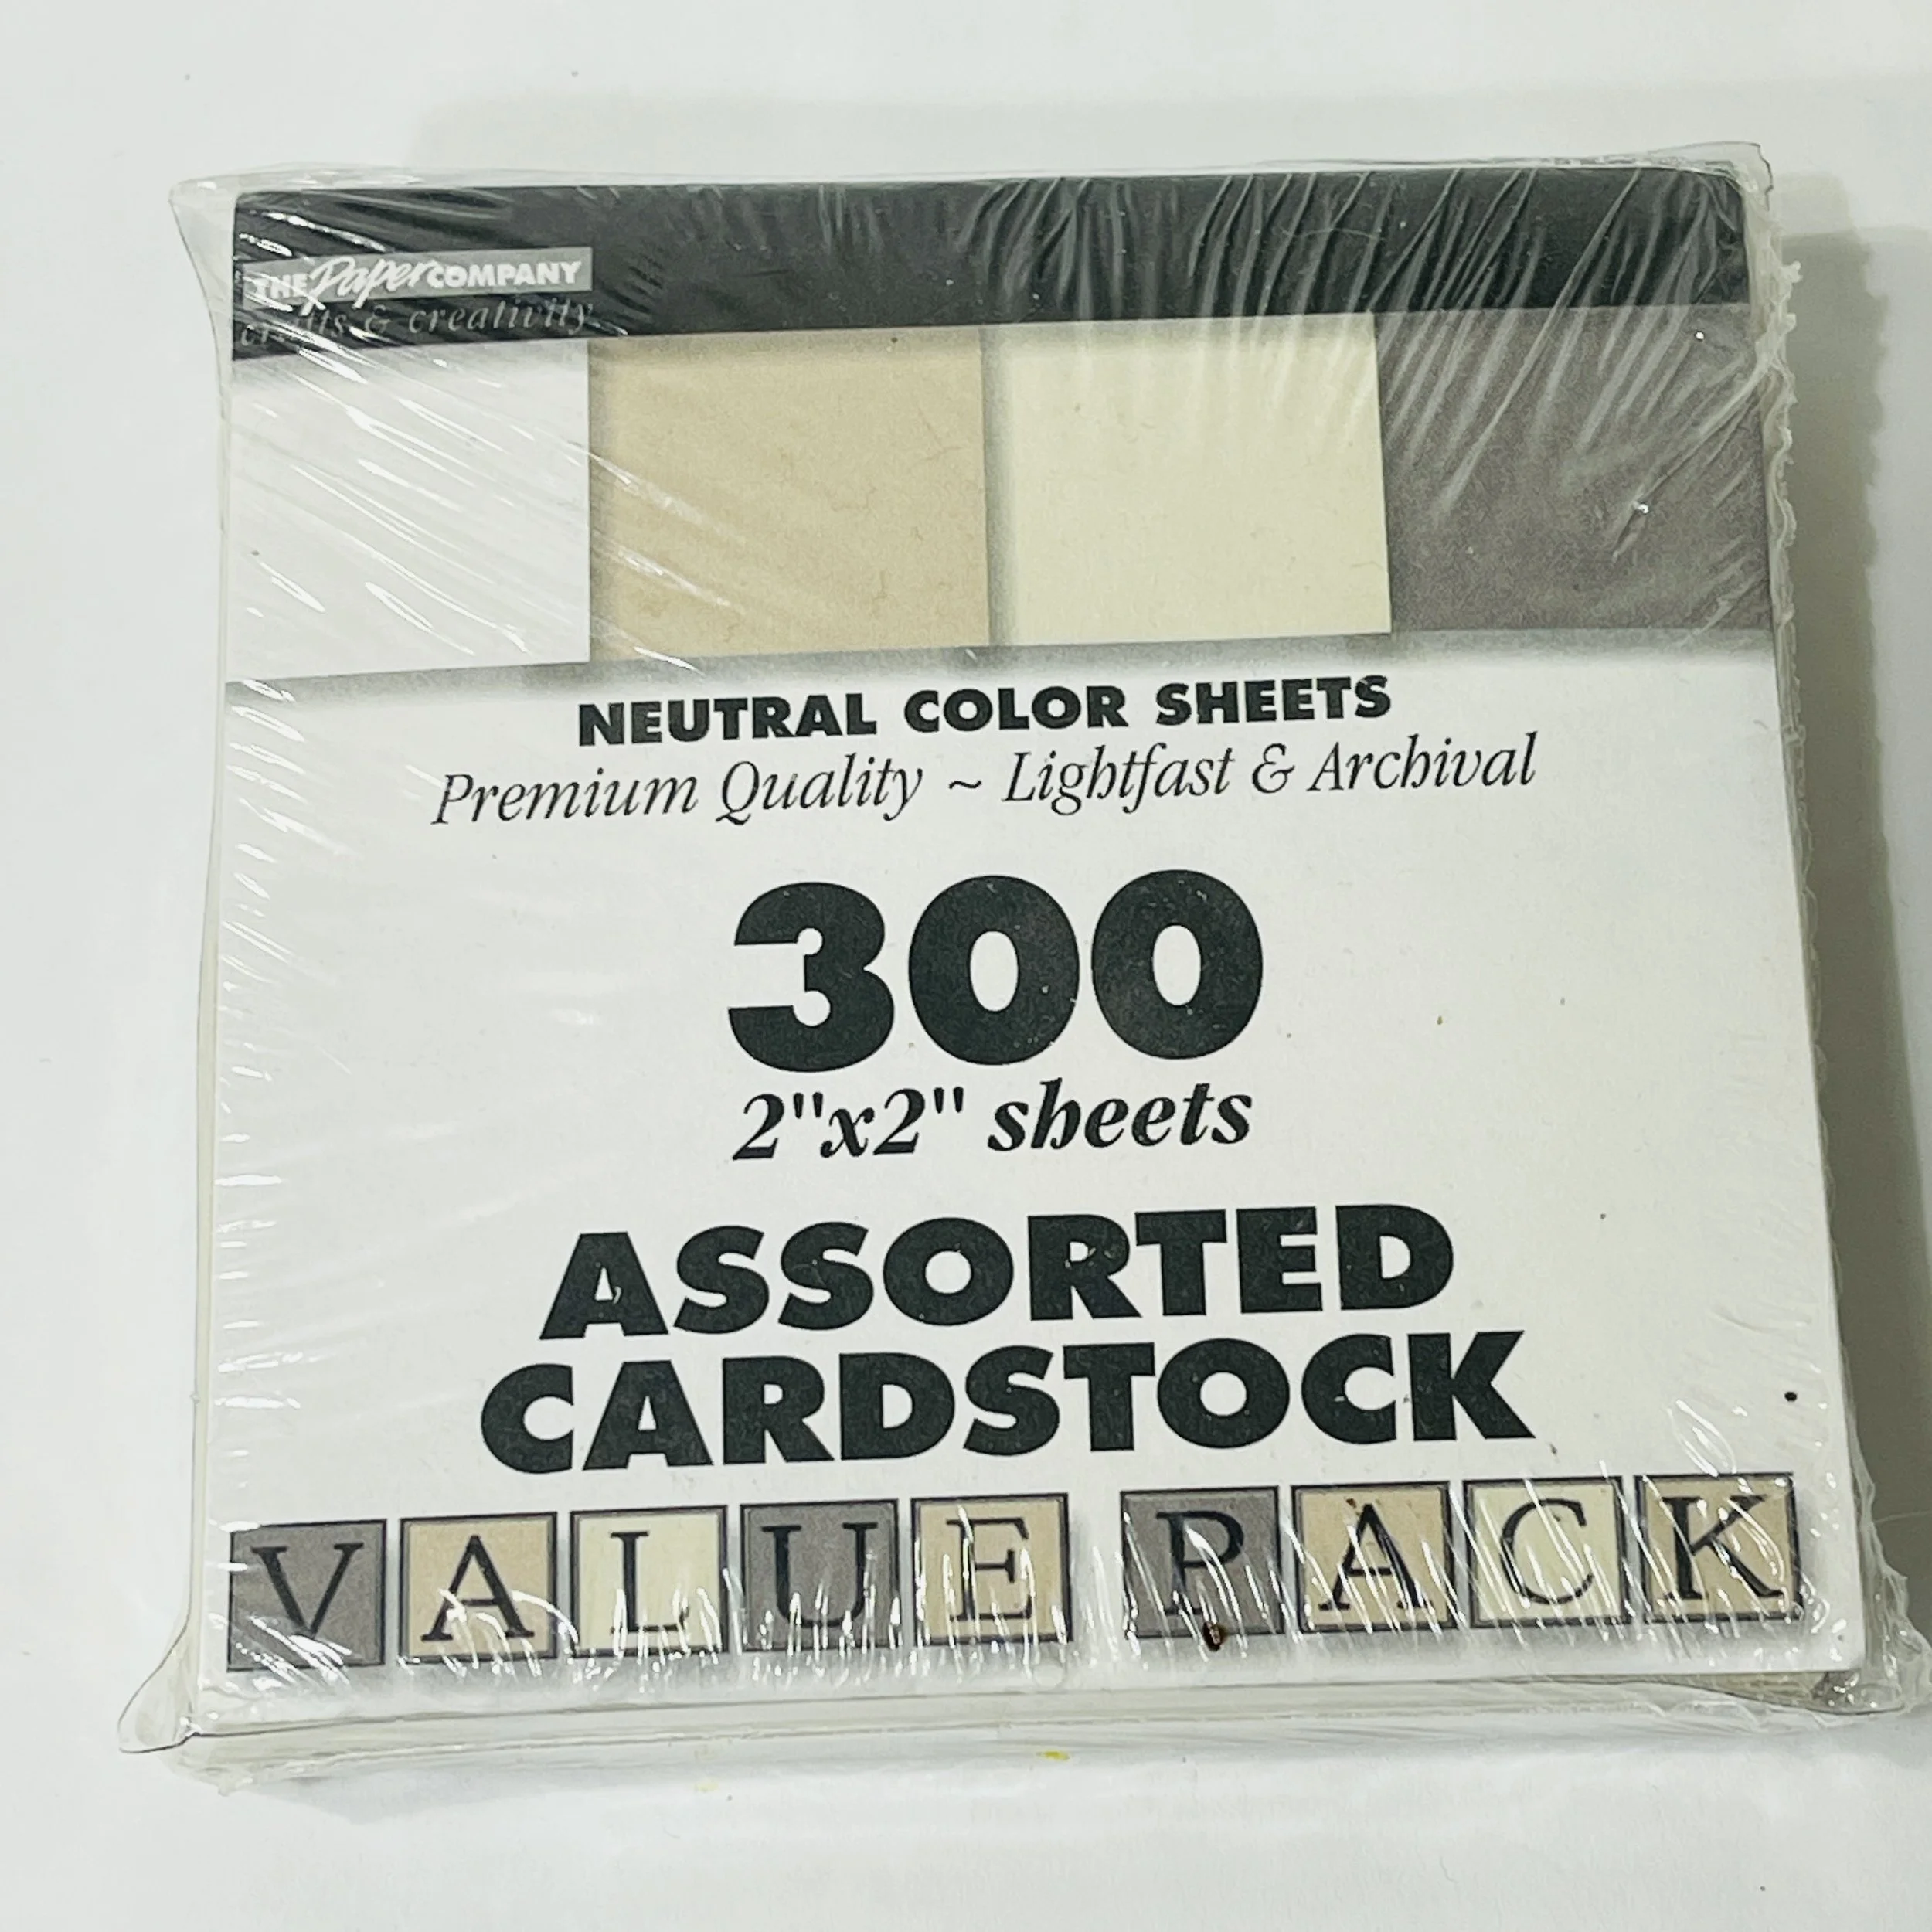 THE Paper COMPANY
crafts & creativity
NEUTRAL COLOR SHEETS
Premium Quality ~ Lightfast & Archival
300
2"x2" sheets
ASSORTED
CARDSTOCK
VALUE PACK